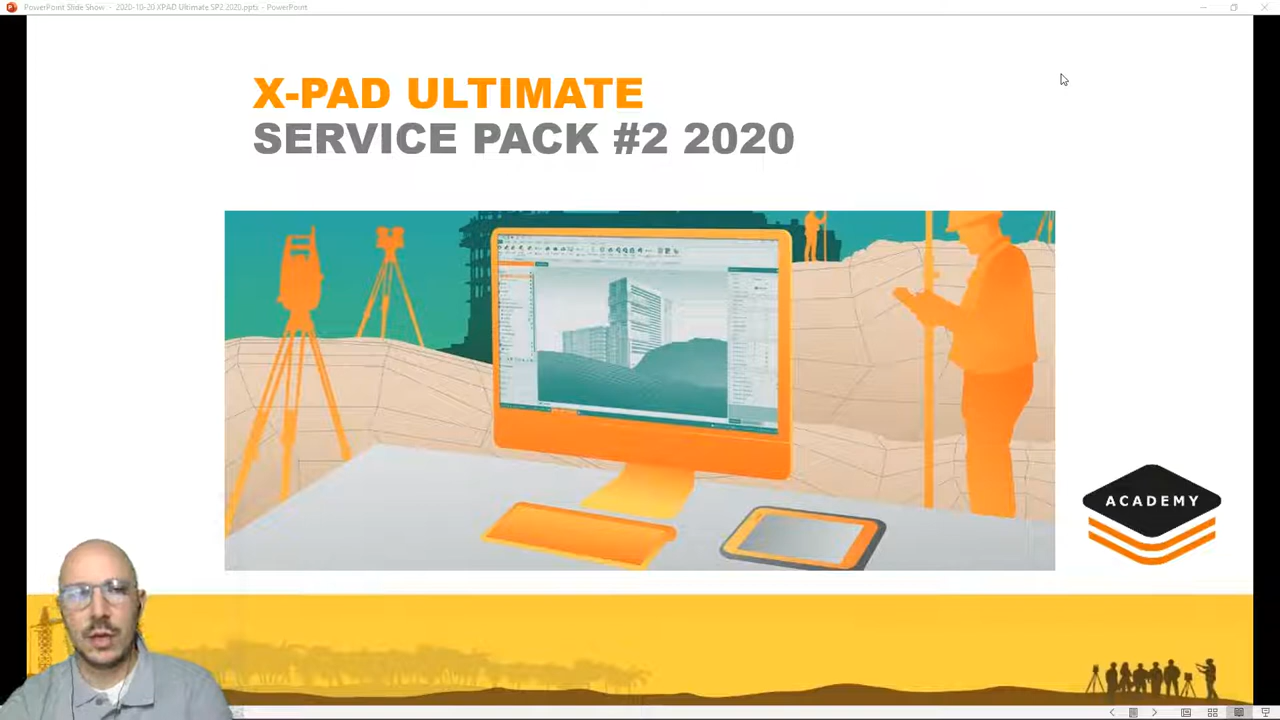 PowerPoint Slide Show - 2020-10-20 XPAD Ultimate SP2 2020.pptx - PowerPoint
X-PAD ULTIMATE
SERVICE PACK #2 2020
ACADEMY